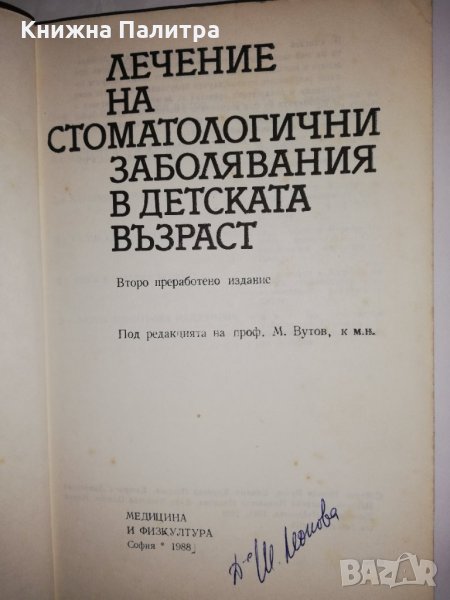 Книжна Палитра
ЛЕЧЕНИЕ
НА
СТОМАТОЛОГИЧНИ
ЗАБОЛЯВАНИЯ
В ДЕТСКАТА
ВЪЗРАСТ
Второ преработено издание
Под редакцията на проф. М. Вутов, к м.н.
МЕДИЦИНА
И ФИЗКУЛТУРА
София * 1988
BAZAR